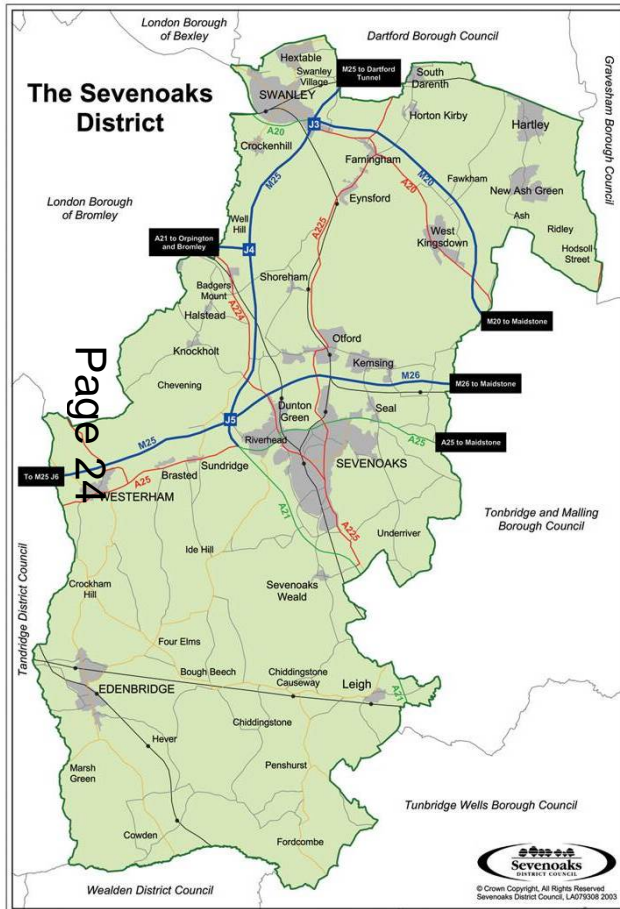 London Borough
of Bexley
Dartford Borough Council
Gravesham Borough Council
The Sevenoaks
District
Hextable
Swanley
Village
SWANLEY
M25 to Dartford
Tunnel
South
Darenth
Horton Kirby
Hartley
A20
J3
Crockenhill
Farningham
M25
A20
M20
Fawkham
Eynsford
New Ash Green
London Borough
of Bromley
Well
Hill
A225
Ash
Ridley
West
Kingsdown
Hodsoll
Street
A21 to Orpington
and Bromley
J4
Badgers
Mount
Shoreham
Halstead
A224
M20 to Maidstone
Otford
Knockholt
Kemsing
Page 24
Chevening
M26
M26 to Maidstone
Dunton
Green
Seal
J5
M25
Riverhead
A25
A25 to Maidstone
SEVENOAKS
To M25 J6
Sundridge
Brasted
A25
WESTERHAM
A21
A225
Tonbridge and Malling
Borough Council
Underriver
Ide Hill
Tandridge District Council
Sevenoaks
Weald
Crockham
Hill
Four Elms
Bough Beech
Chiddingstone
Causeway
Leigh
A21
EDENBRIDGE
Chiddingstone
Hever
Marsh
Green
Penshurst
Tunbridge Wells Borough Council
Cowden
Fordcombe
Wealden District Council
Sevenoaks
DISTRICT COUNCIL
© Crown Copyright, All Rights Reserved
Sevenoaks District Council, LA079308 2003